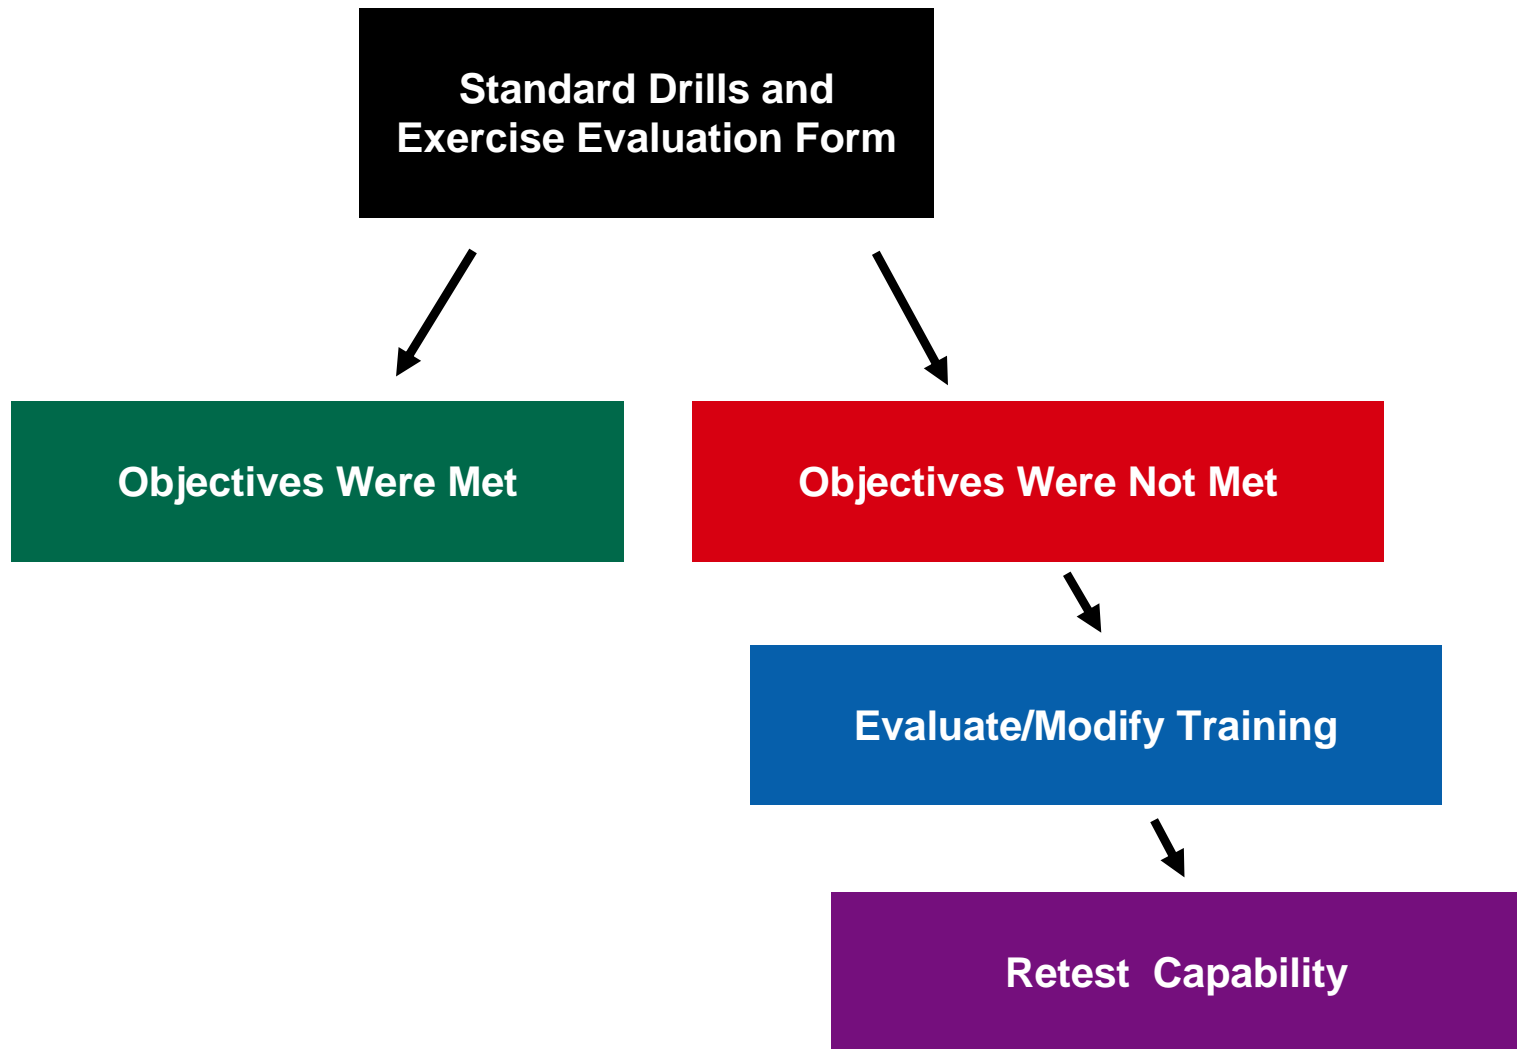 Standard Drills and
Exercise Evaluation Form
Objectives Were Met
Objectives Were Not Met
Evaluate/Modify Training
Retest  Capability